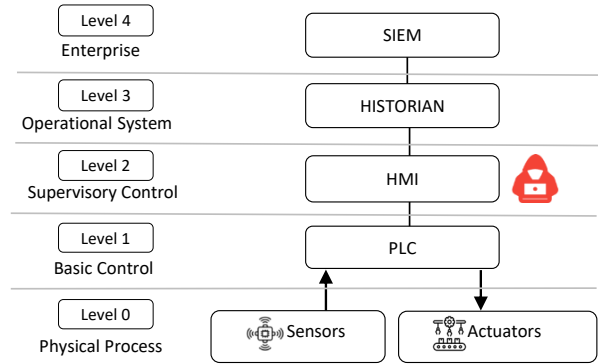 Level 4
Enterprise
SIEM
Level 3
Operational System
HISTORIAN
Level 2
Supervisory Control
HMI
Level 1
Basic Control
PLC
Level 0
Physical Process
Sensors
Actuators